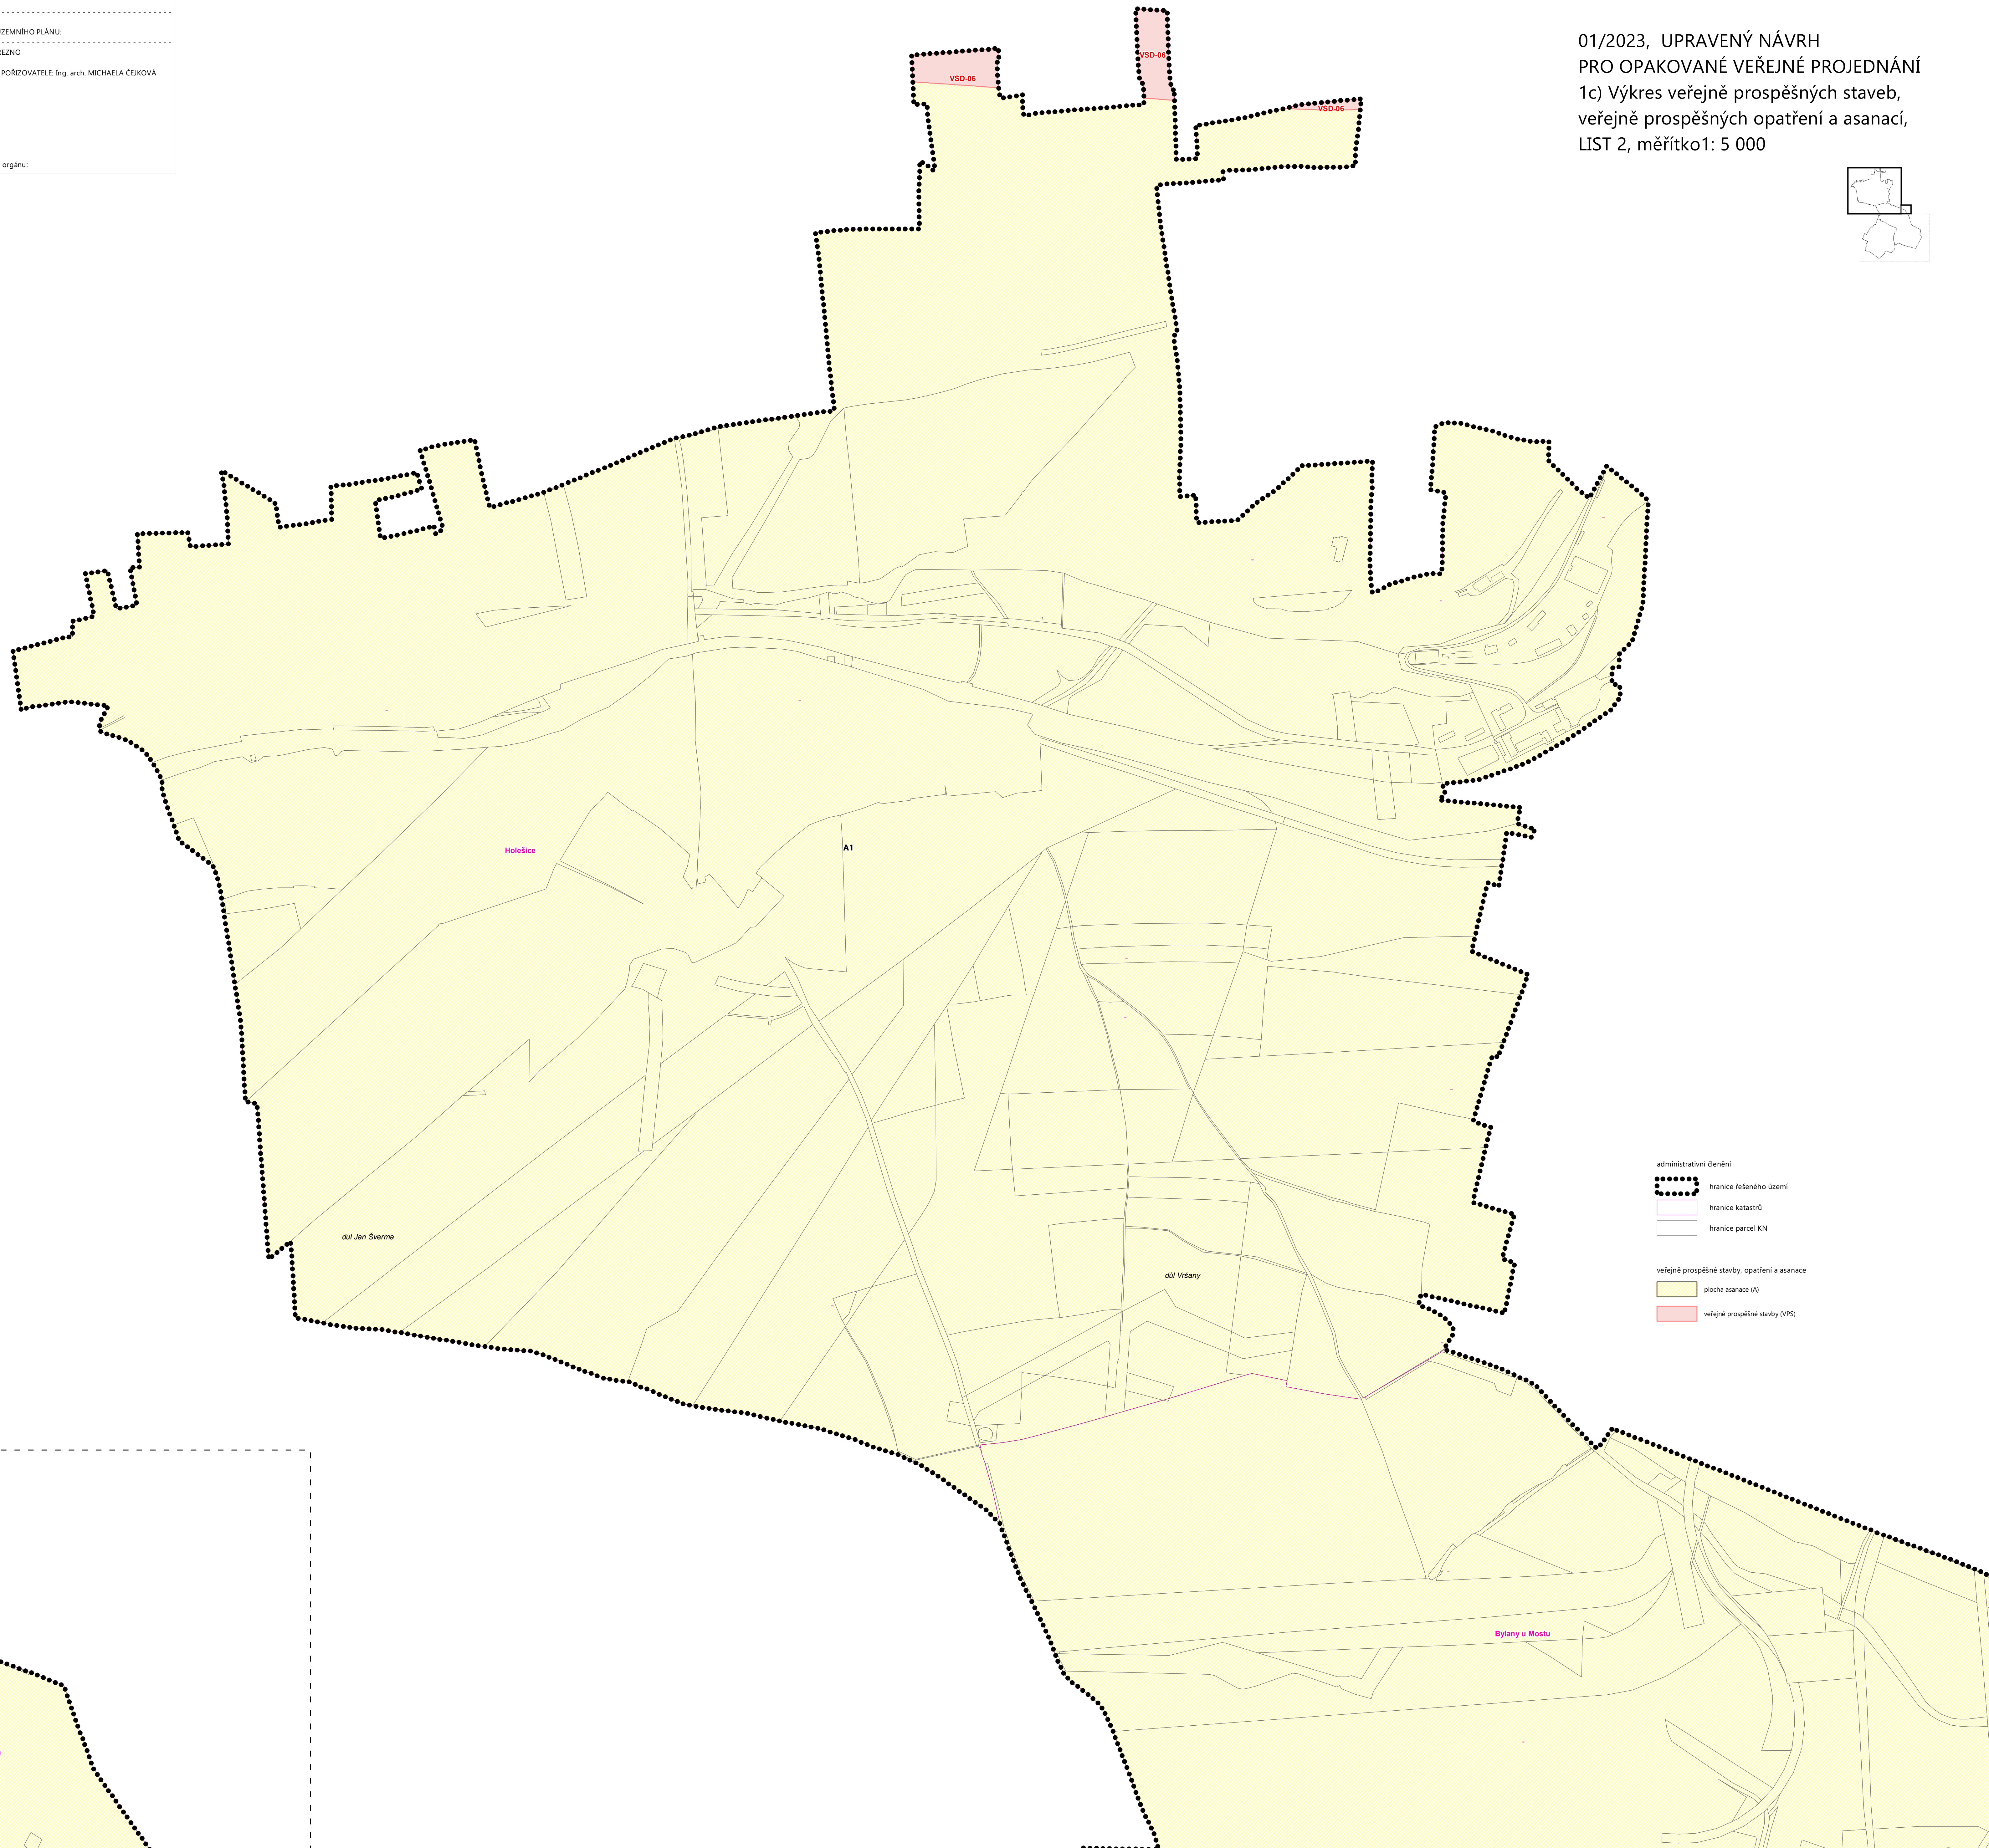 ÚZEMNÍHO PLÁNU:
POŘIZOVATELE: Ing. arch. MICHAELA ČEJKOVÁ
orgánu:
01/2023, UPRAVENÝ NÁVRH
PRO OPAKOVANÉ VEŘEJNÉ PROJEDNÁNÍ
1c) Výkres veřejně prospěšných staveb,
veřejně prospěšných opatření a asanací,
LIST 2, měřítko1: 5 000
VSD-06
VSD-06
VSD-06
Holešice
A1
důl Jan Šverma
důl Vršany
Bylany u Mostu
administrativní členění
hranice řešeného území
hranice katastrů
hranice parcel KN
veřejně prospěšné stavby, opatření a asanace
plocha asanace (A)
veřejně prospěšné stavby (VPS)